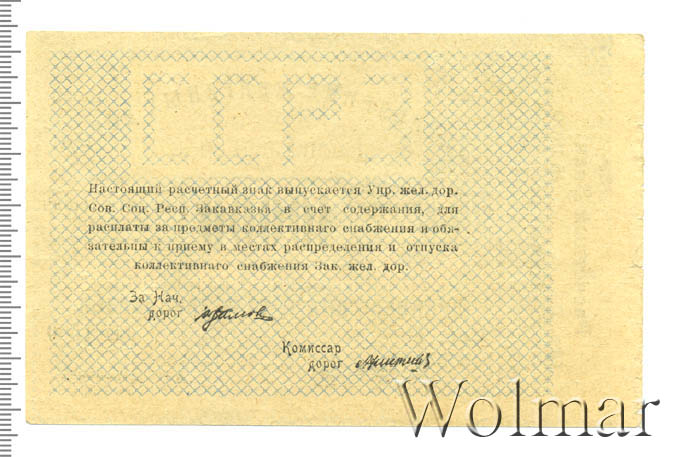 Настоящий расчетный знак выпускается Упр. жел. дор.
Сов. Соц. Респ. Закавказка в счет содержания, для
расплаты за предметы коллективнаго снабжения и обя-
зательны к приему в местах распределения и отпуска
коллективнаго снабжения Зак. жел. дор.
За Нач.
дорог
Комиссар
дорог
Wolmar